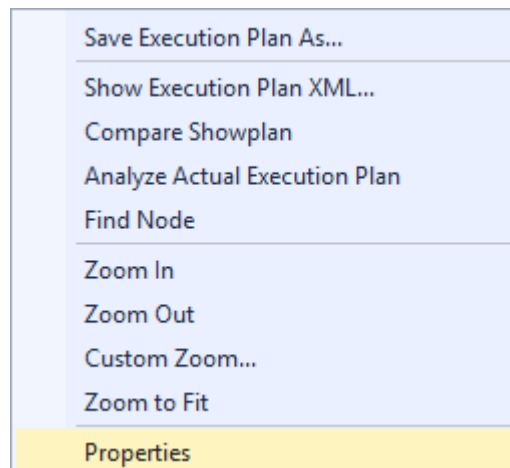 Save Execution Plan As...
Show Execution Plan XML...
Compare Showplan
Analyze Actual Execution Plan
Find Node
Zoom In
Zoom Out
Custom Zoom...
Zoom to Fit
Properties